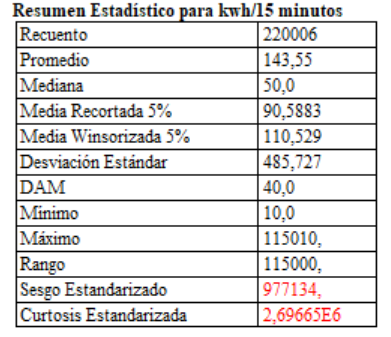 Resumen Estadístico para kwh/15 minutos
Recuento 220006
Promedio 143,55
Mediana 50,0
Media Recortada 5% 90,5883
Media Winsorizada 5% 110,529
Desviación Estándar 485,727
DAM 40,0
Mínimo 10,0
Máximo 115010,
Rango 115000,
Sesgo Estandarizado 977134,
Curtosis Estandarizada 2,69665E6